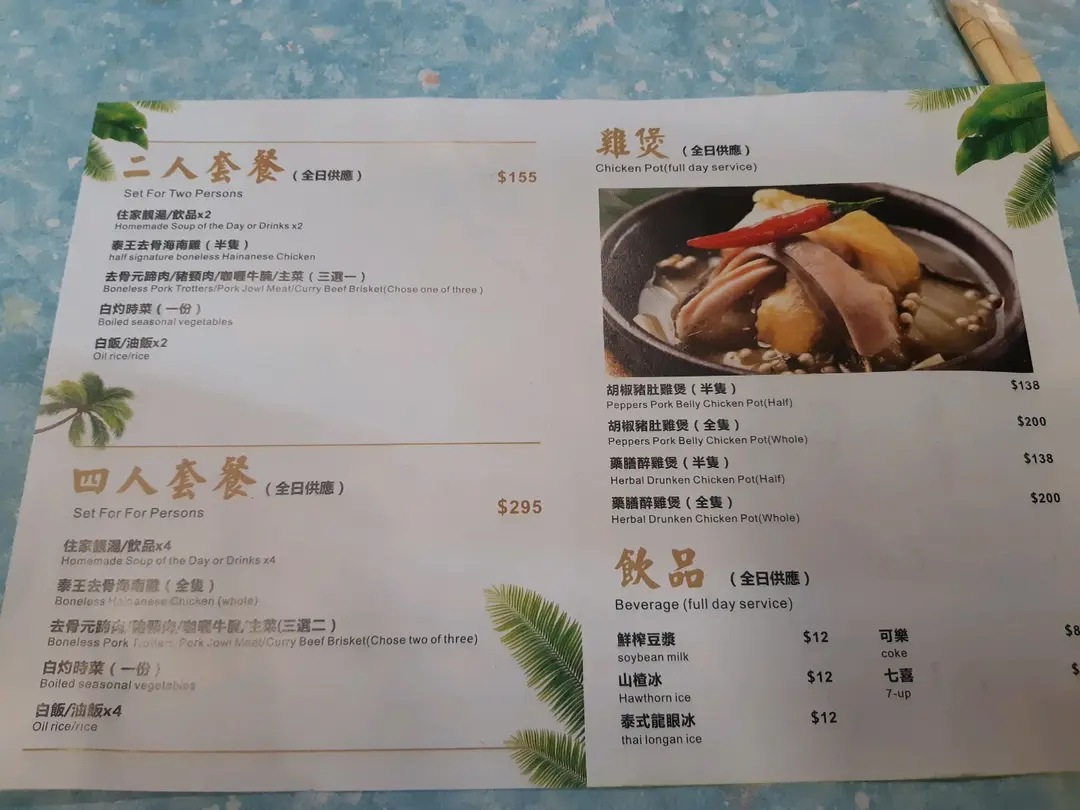 二人套餐（全日供應） $155
Set For Two Persons
住家靚湯/飲品x2
Homemade Soup of the Day or Drinks x2
泰王去骨海南雞（半隻）
half signature boneless Hainanese Chicken
去骨元蹄肉/豬頸肉/咖喱牛腩/主菜（三選一）
Boneless Pork Trotters/Pork Jowl Meat/Curry Beef Brisket(Chose one of three )
白灼時菜（一份）
Boiled seasonal vegetables
白飯/油飯x2
Oil rice/rice
四人套餐（全日供應） $295
Set For For Persons
住家靚湯/飲品x4
Homemade Soup of the Day or Drinks x4
泰王去骨海南雞（全隻）
Boneless Hainanese Chicken (whole)
去骨元蹄肉/豬頸肉/咖喱牛腩/主菜(三選二）
Boneless Pork Trotters/Pork Jowl Meat/Curry Beef Brisket(Chose two of three)
白灼時菜（一份）
Boiled seasonal vegetables
白飯/油飯x4
Oil rice/rice
雞煲（全日供應）
Chicken Pot(full day service)
胡椒豬肚雞煲（半隻） $138
Peppers Pork Belly Chicken Pot(Half)
胡椒豬肚雞煲（全隻） $200
Peppers Pork Belly Chicken Pot(Whole)
藥膳醉雞煲（半隻） $138
Herbal Drunken Chicken Pot(Half)
藥膳醉雞煲（全隻） $200
Herbal Drunken Chicken Pot(Whole)
飲品（全日供應）
Beverage (full day service)
鮮榨豆漿 $12 可樂 $8
soybean milk coke
山楂冰 $12 七喜 $
Hawthorn ice 7-up
泰式龍眼冰 $12
thai longan ice